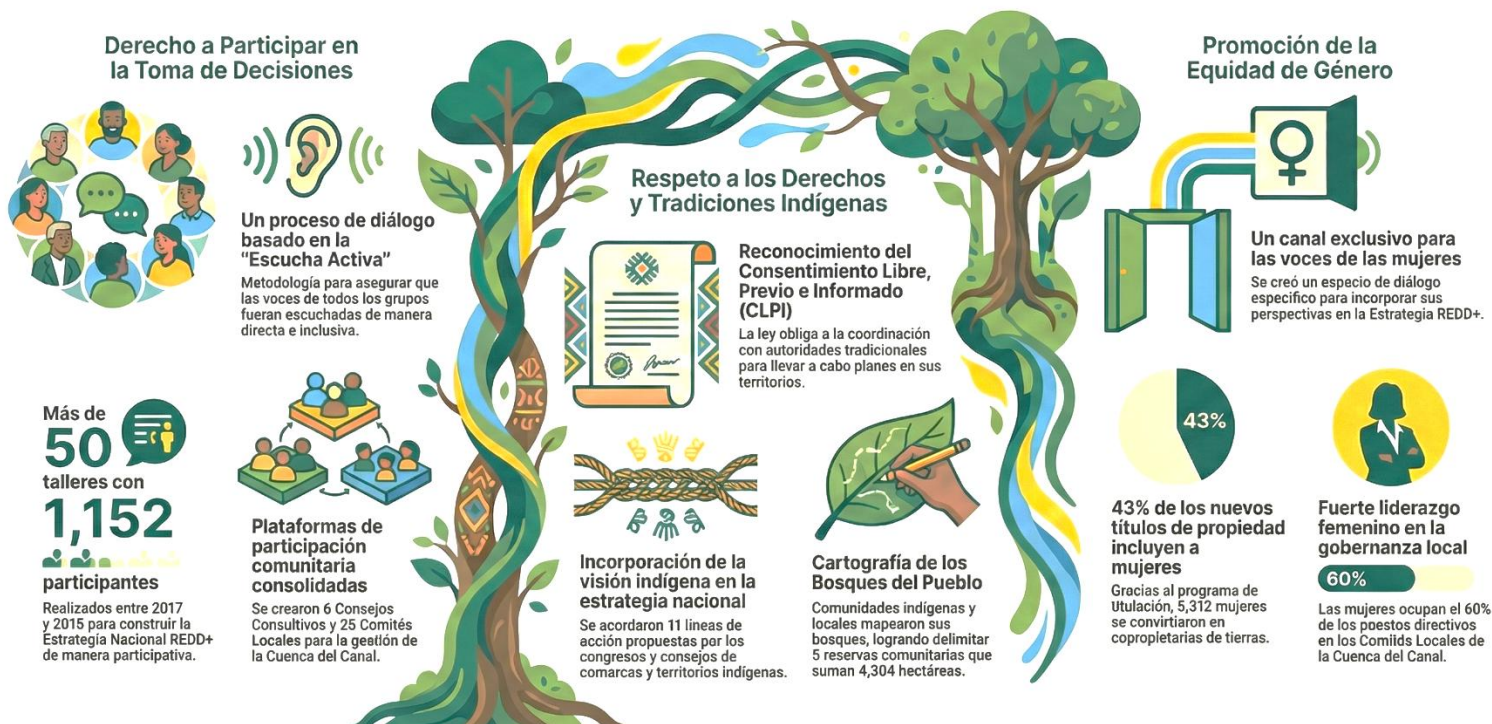 Derecho a Participar en
la Toma de Decisiones
Un proceso de diálogo
basado en la
"Escucha Activa"
Metodología para asegurar que
las voces de todos los grupos
fueran escuchadas de manera
directa e inclusiva.
Más de
50
talleres con
1,152
participantes
Realizados entre 2017
y 2015 para construir la
Estrategía Nacional REDD+
de manera participativa.
Plataformas de
participación
comunitaria
consolidadas
Se crearon 6 Consejos
Consultivos y 25 Comités
Locales para la gestión de
la Cuenca del Canal.
Respeto a los Derechos
y Tradiciones Indígenas
Reconocimiento del
Consentimiento Libre,
Previo e Informado
(CLPI)
La ley obliga a la coordinación
con autoridades tradicionales
para llevar a cabo planes en sus
territorios.
Incorporación de la
visión indígena en la
estrategia nacional
Se acordaron 11 lineas de
acción propuestas por los
congresos y consejos de
comarcas y territorios indígenas.
Cartografía de los
Bosques del Pueblo
Comunidades indígenas y
locales mapearon sus
bosques, logrando delimitar
5 reservas comunitarias que
suman 4,304 hectáreas.
Promoción de la
Equidad de Género
Un canal exclusivo para
las voces de las mujeres
Se creó un especio de diálogo
especifico para incorporar sus
perspectivas en la Estrategia REDD+.
43%
43% de los nuevos
títulos de propiedad
incluyen a
mujeres
Gracias al programa de
Utulación, 5,312 mujeres
se convirtiaron en
copropletarias de tierras.
Fuerte liderazgo
femenino en la
gobernanza local
60%
Las mujeres ocupan el 60%
de los poestos directivos
en los Comilds Locales de
la Cuenca del Canal.